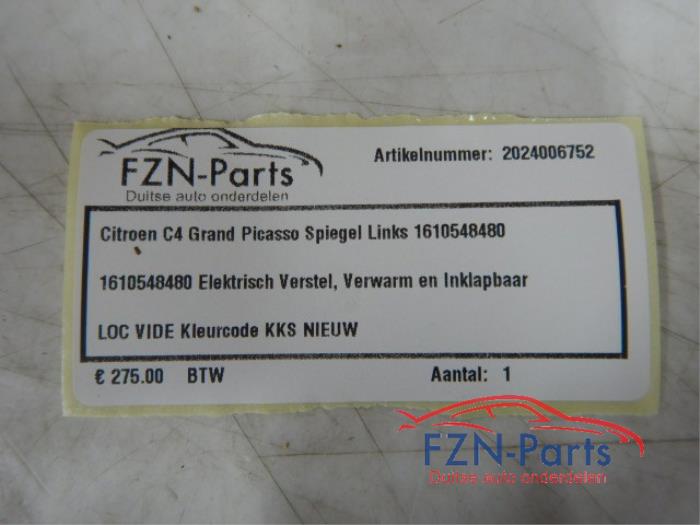 FZN-Parts
Duitse auto onderdelen
Artikelnummer: 2024006752
Citroen C4 Grand Picasso Spiegel Links 1610548480
1610548480 Elektrisch Verstel, Verwarm en Inklapbaar
LOC VIDE Kleurcode KKS NIEUW
€ 275.00 BTW
Aantal: 1
FZN-Parts
Duitse auto onderdelen